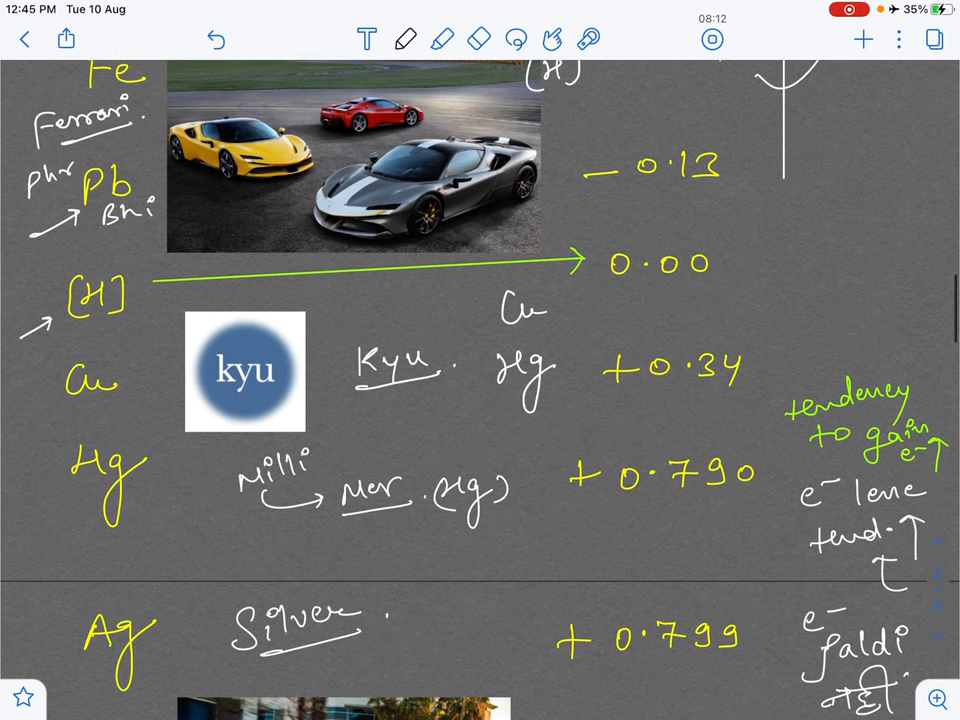 12:45 PM Tue 10 Aug
08:12
35%
T
Fe
(H)
Ferrari.
phr Pb
Bhi
- 0.13
[H]
0.00
Cu
Cu
kyu
Kyu.
Hg
+0.34
tendency
to gain
e-↑
Hg
Milli
Mer.(Hg)
+ 0.790
e- lene
tend.↑
Ag
Silver.
+ 0.799
e-
Jaldi
नही